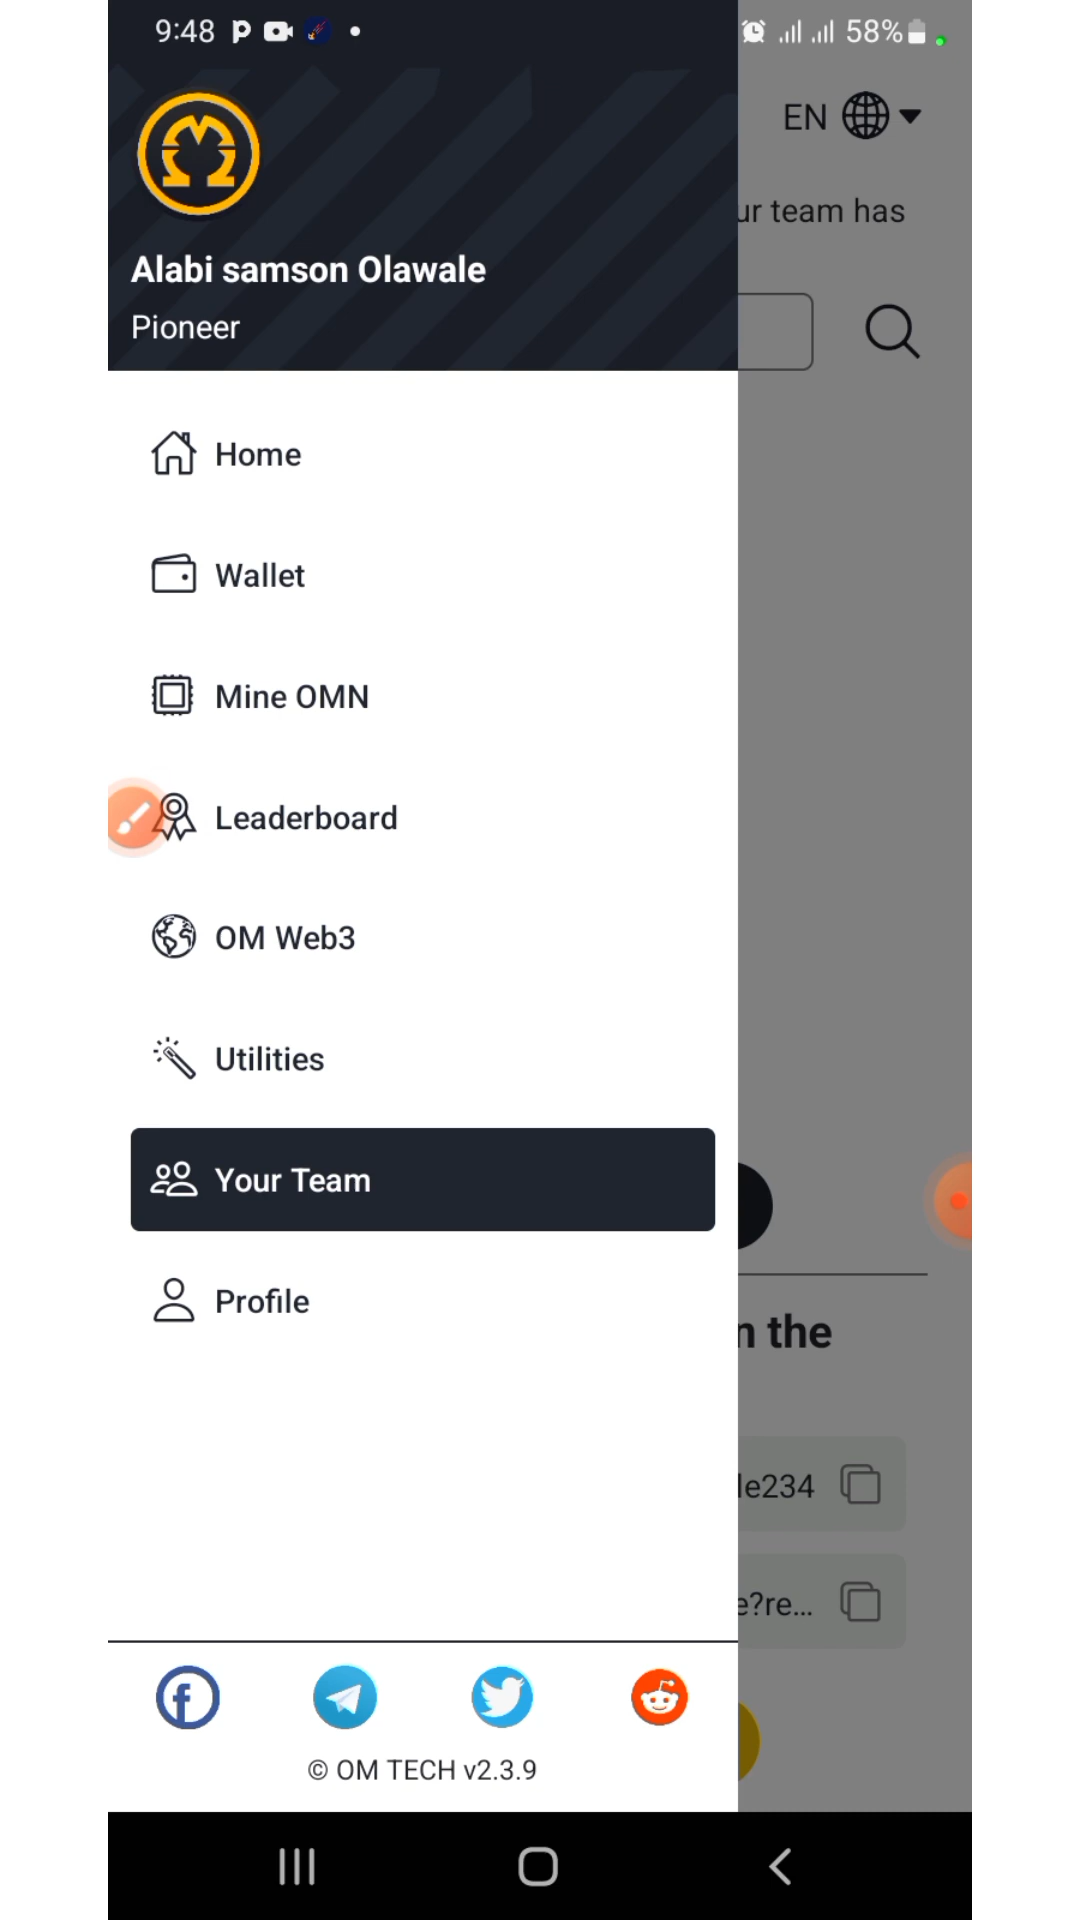 9:48
58%
EN
ur team has
Alabi samson Olawale
Pioneer
Home
Wallet
Mine OMN
Leaderboard
OM Web3
Utilities
Your Team
Profile
n the
le234
e?re...
© OM TECH v2.3.9